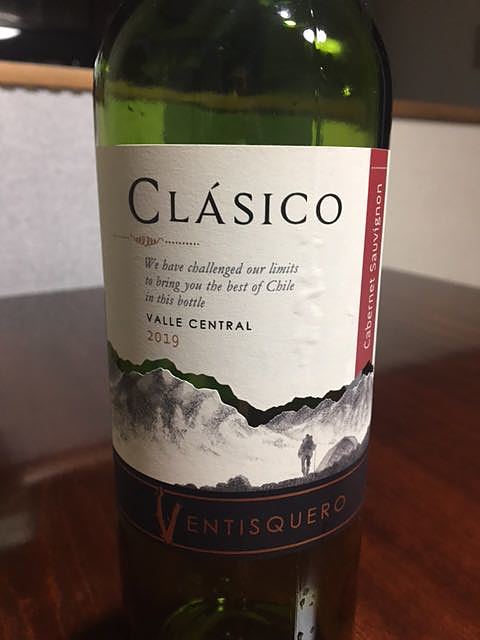 CLÁSICO
We have challenged our limits
to bring you the best of Chile
in this bottle
VALLE CENTRAL
2019
Cabernet Sauvignon
VENTISQUERO